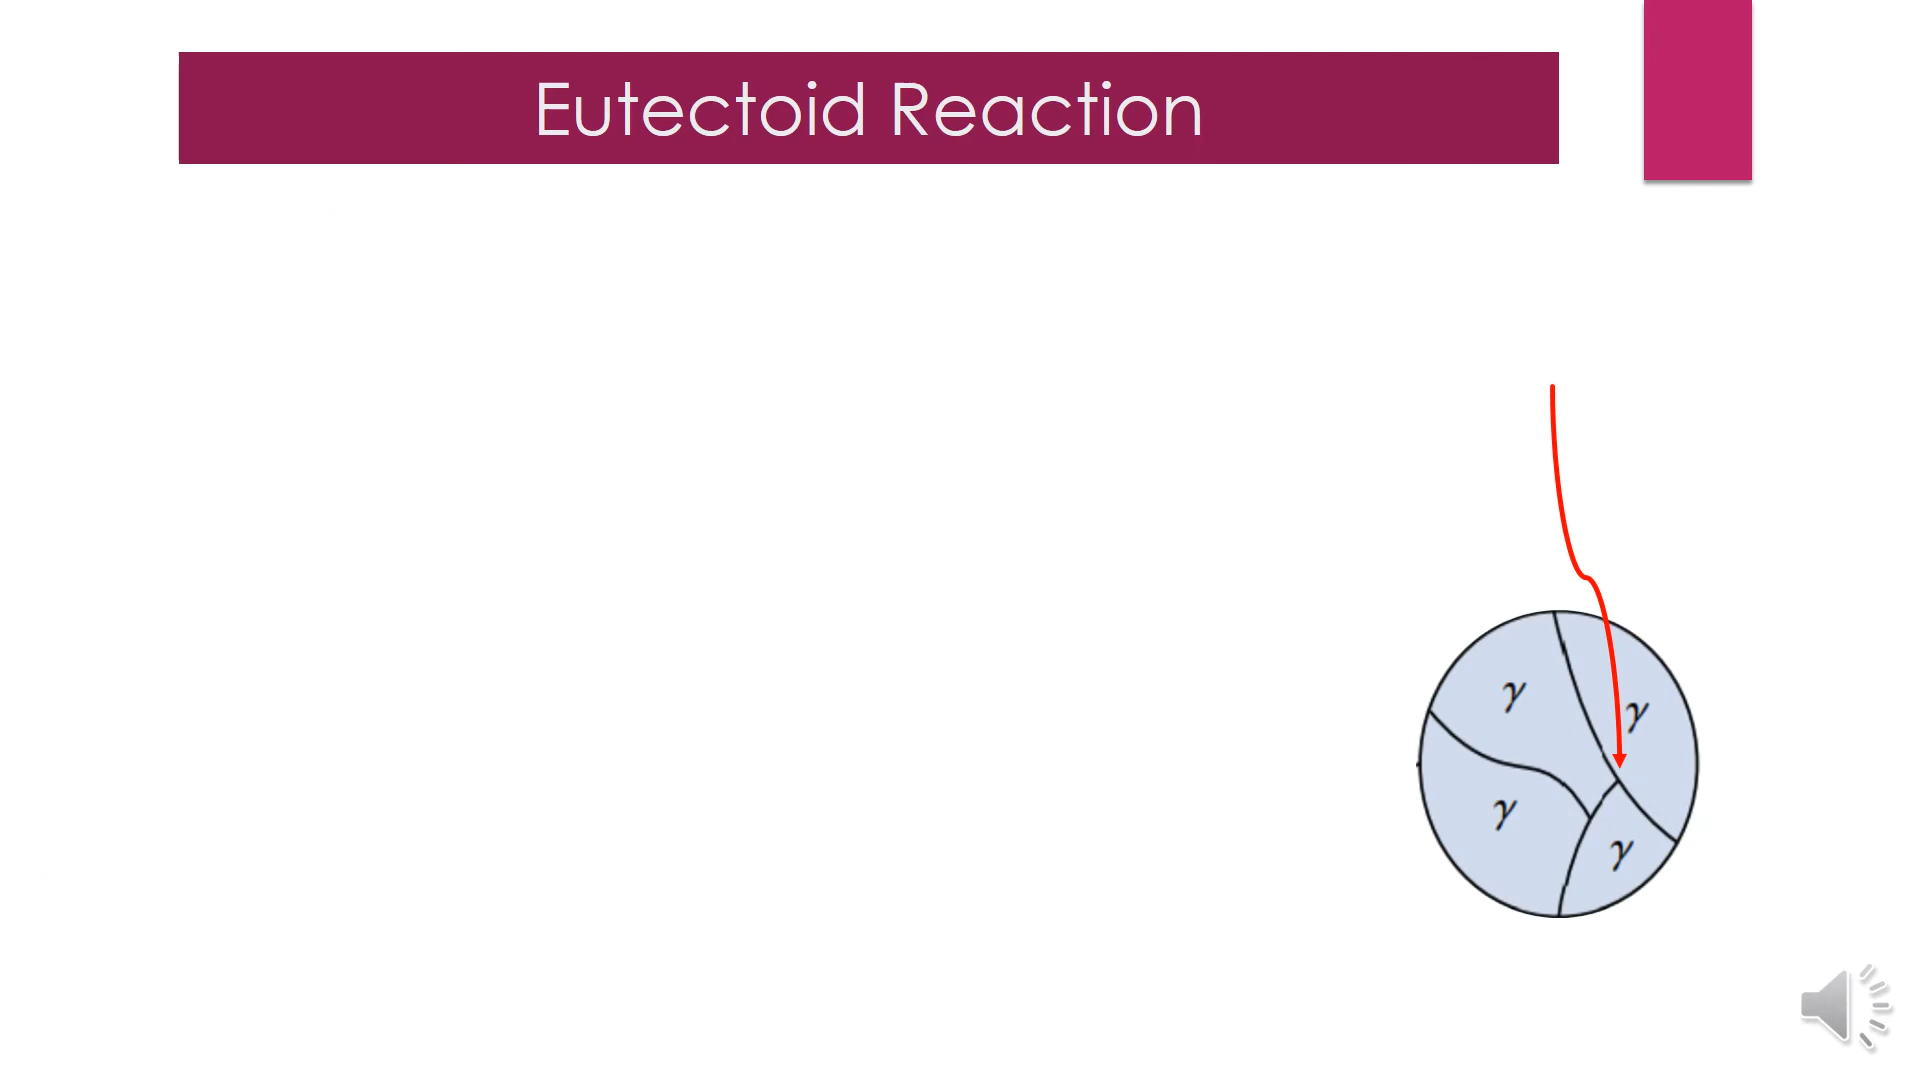 Eutectoid Reaction
γ
γ
γ
γ